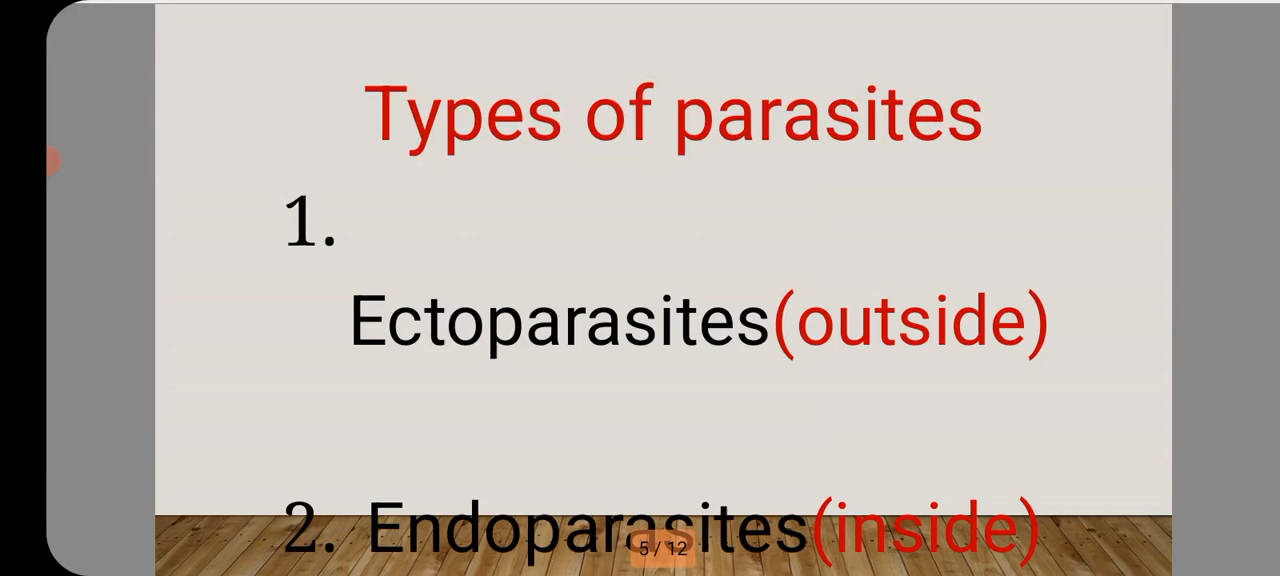 Types of parasites
1.
Ectoparasites(outside)
2. Endoparasites(inside)
5 / 12